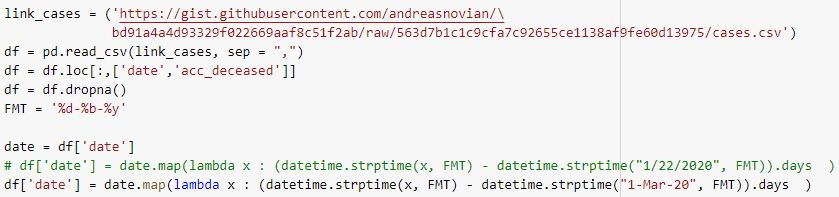 link_cases = ('https://gist.githubusercontent.com/andreasnovian/\
bd91a4a4d93329f022669aaf8c51f2ab/raw/563d7b1c1c9cfa7c92655ce1138af9fe60d13975/cases.csv')
df = pd.read_csv(link_cases, sep = ",")
df = df.loc[:,['date','acc_deceased']]
df = df.dropna()
FMT = '%d-%b-%y'
date = df['date']
# df['date'] = date.map(lambda x : (datetime.strptime(x, FMT) - datetime.strptime("1/22/2020", FMT)).days  )
df['date'] = date.map(lambda x : (datetime.strptime(x, FMT) - datetime.strptime("1-Mar-20", FMT)).days  )